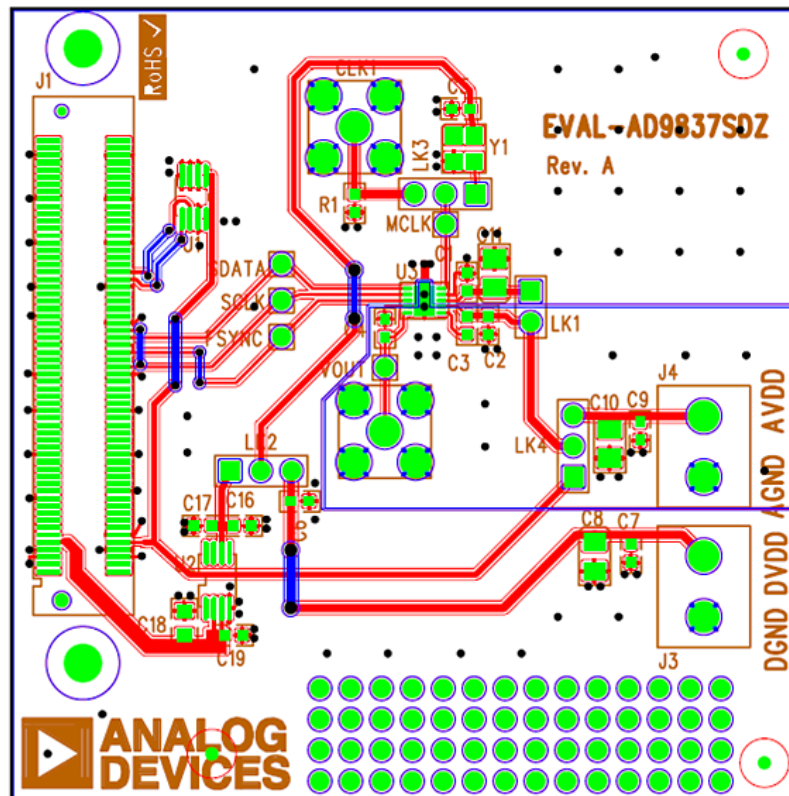 RoHS ✓
J1
CLK1
C5
EVAL-AD9837SDZ
LK3
Y1
Rev. A
R1
MCLK
C11
U3
SDATA
SCLK
FSYNC
LK1
C3
C2
VOUT
J4
C10
C9
AVDD
LK2
LK4
AGND
C17
C16
C6
C8
C7
DVDD
U2
C18
C19
DGND
J3
ANALOG
DEVICES